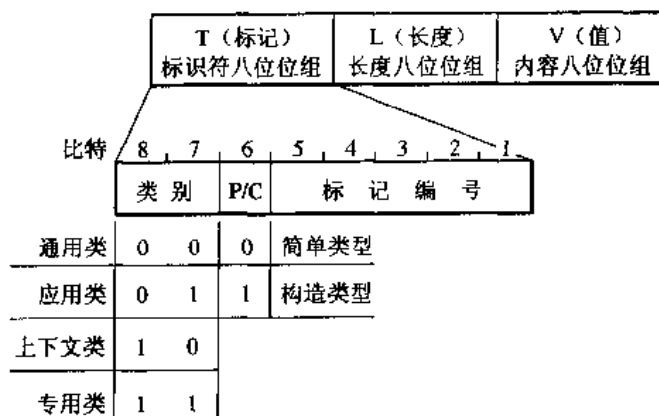 T（标记） L（长度） V（值）
标识符八位位组 长度八位位组 内容八位位组
比特 8 7 6 5 4 3 2 1
类别 P/C 标记编号
通用类 0 0 0 简单类型
应用类 0 1 1 构造类型
上下文类 1 0
专用类 1 1